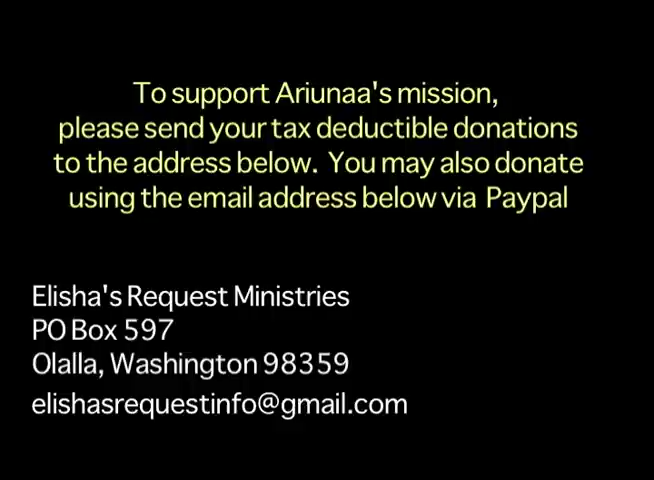 To support Ariunaa's mission,
please send your tax deductible donations
to the address below. You may also donate
using the email address below via Paypal
Elisha's Request Ministries
PO Box 597
Olalla, Washington 98359
elishasrequestinfo@gmail.com